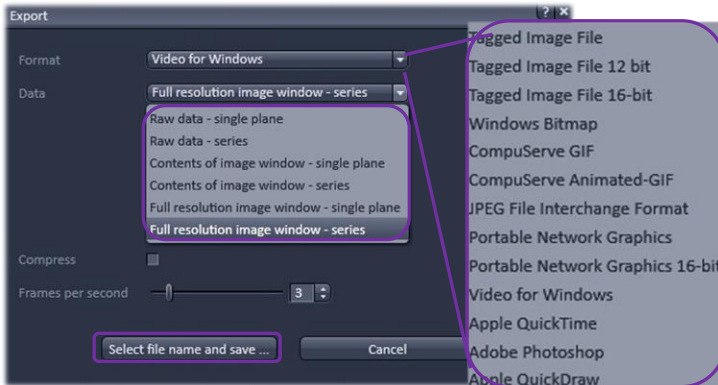 Export
? ×
Format
Video for Windows
Data
Full resolution image window - series
Raw data - single plane
Raw data - series
Contents of image window - single plane
Contents of image window - series
Full resolution image window - single plane
Full resolution image window - series
Compress
Frames per second
3
Select file name and save ...
Cancel
Tagged Image File
Tagged Image File 12 bit
Tagged Image File 16-bit
Windows Bitmap
CompuServe GIF
CompuServe Animated-GIF
JPEG File Interchange Format
Portable Network Graphics
Portable Network Graphics 16-bit
Video for Windows
Apple QuickTime
Adobe Photoshop
Apple QuickDraw